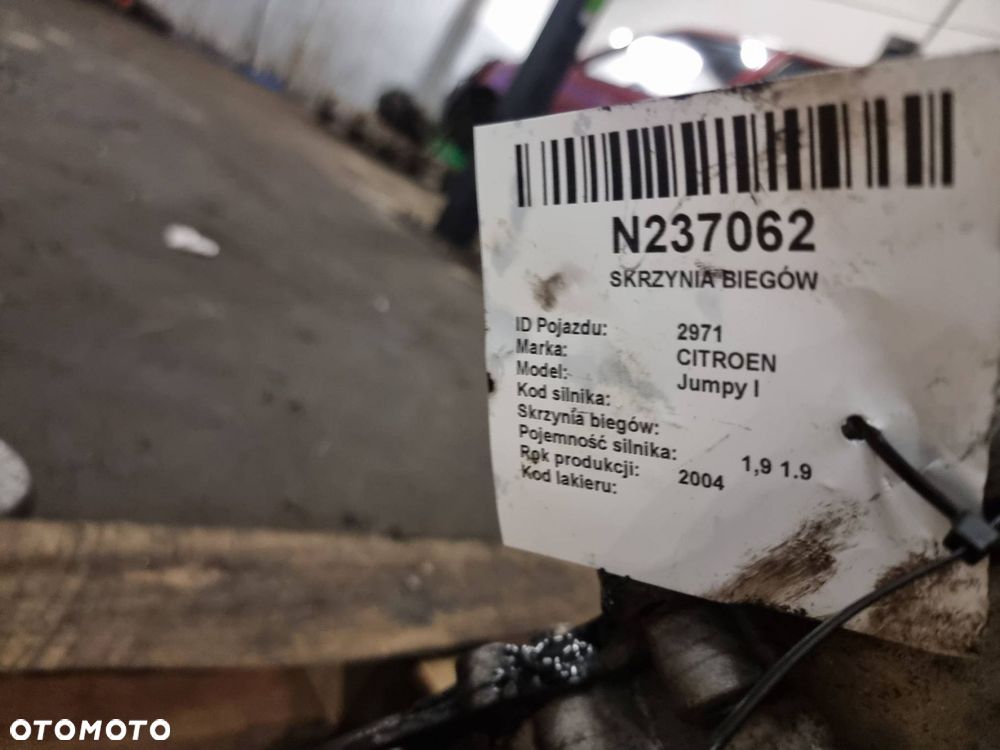 N237062
SKRZYNIA BIEGÓW
ID Pojazdu: 2971
Marka: CITROEN
Model: Jumpy I
Kod silnika:
Skrzynia biegów:
Pojemność silnika: 1,9 1.9
Rok produkcji: 2004
Kod lakieru:
OTOMOTO